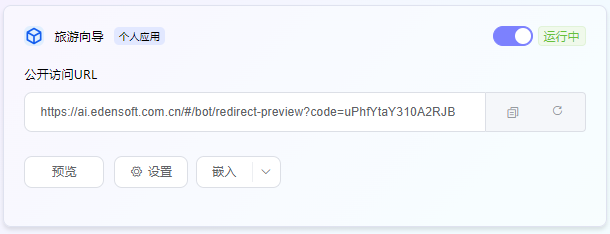 旅游向导 个人应用 运行中
公开访问URL
https://ai.edensoft.com.cn/#/bot/redirect-preview?code=uPhfYtaY310A2RJB
预览 设置 嵌入